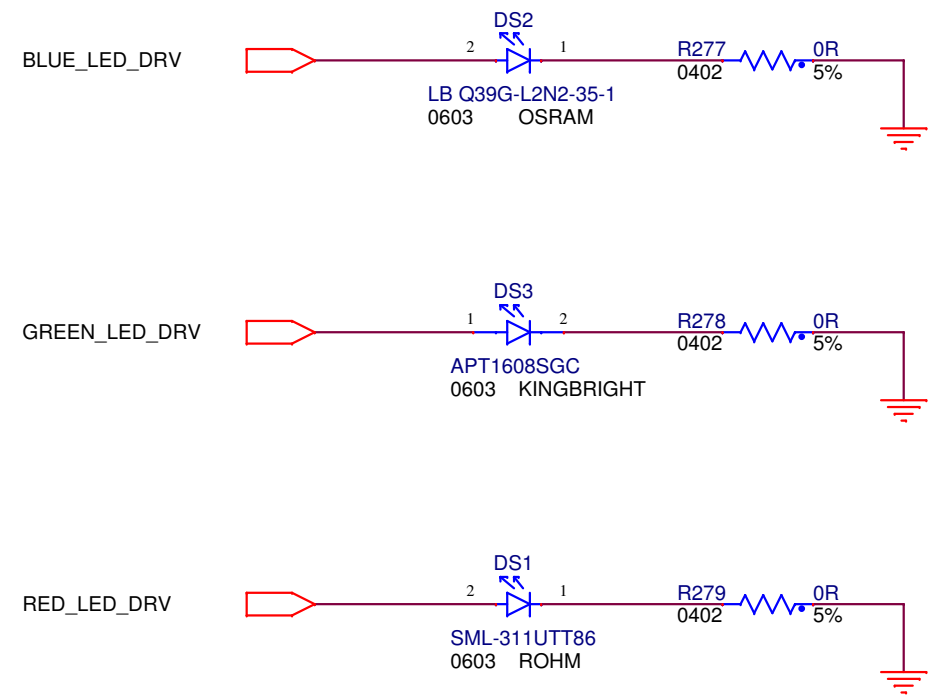 DS2
BLUE_LED_DRV 2 1 R277 0R
0402 5%
LB Q39G-L2N2-35-1
0603 OSRAM
DS3
GREEN_LED_DRV 1 2 R278 0R
0402 5%
APT1608SGC
0603 KINGBRIGHT
DS1
RED_LED_DRV 2 1 R279 0R
0402 5%
SML-311UTT86
0603 ROHM